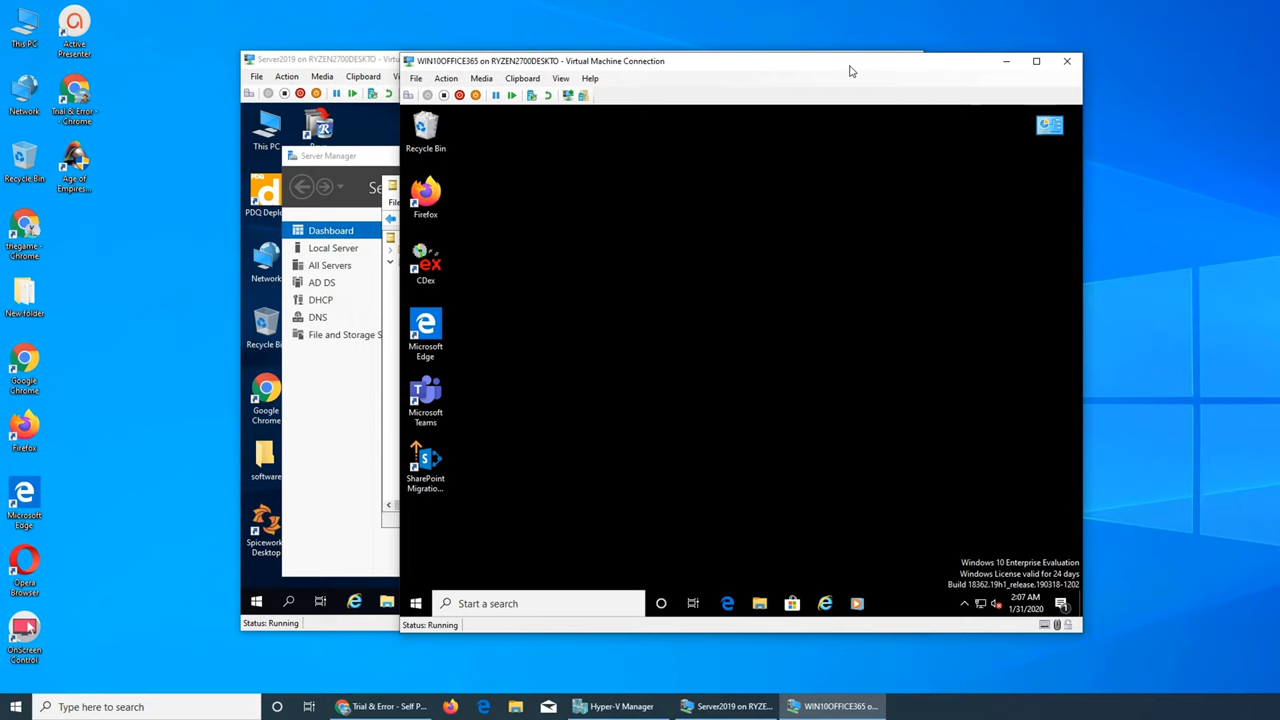 This PC
Active
Presenter
Network
Trial & Error -
- Chrome
Recycle Bin
Age of
Empires...
thegame -
Chrome
New folder
Google
Chrome
Firefox
Microsoft
Edge
Opera
Browser
OnScreen
Control
Server2019 on RYZEN2700DESKTO - Virtu
File Action Media Clipboard
This PC
PDQ Deplo
Network
Recycle Bi
Google
Chrome
software
Spicework
Desktop
Server Manager
Se
Dashboard
Local Server
All Servers
AD DS
DHCP
DNS
File and Storage S
File
Status: Running
WIN10OFFICE365 on RYZEN2700DESKTO - Virtual Machine Connection
File Action Media Clipboard View Help
Recycle Bin
Firefox
CDex
Microsoft
Edge
Microsoft
Teams
SharePoint
Migratio...
Windows 10 Enterprise Evaluation
Windows License valid for 24 days
Build 18362.19h1_release.190318-1202
Start a search
2:07 AM
1/31/2020
Status: Running
Type here to search
Trial & Error - Self P...
Hyper-V Manager
Server2019 on RYZE...
WIN10OFFICE365 o...